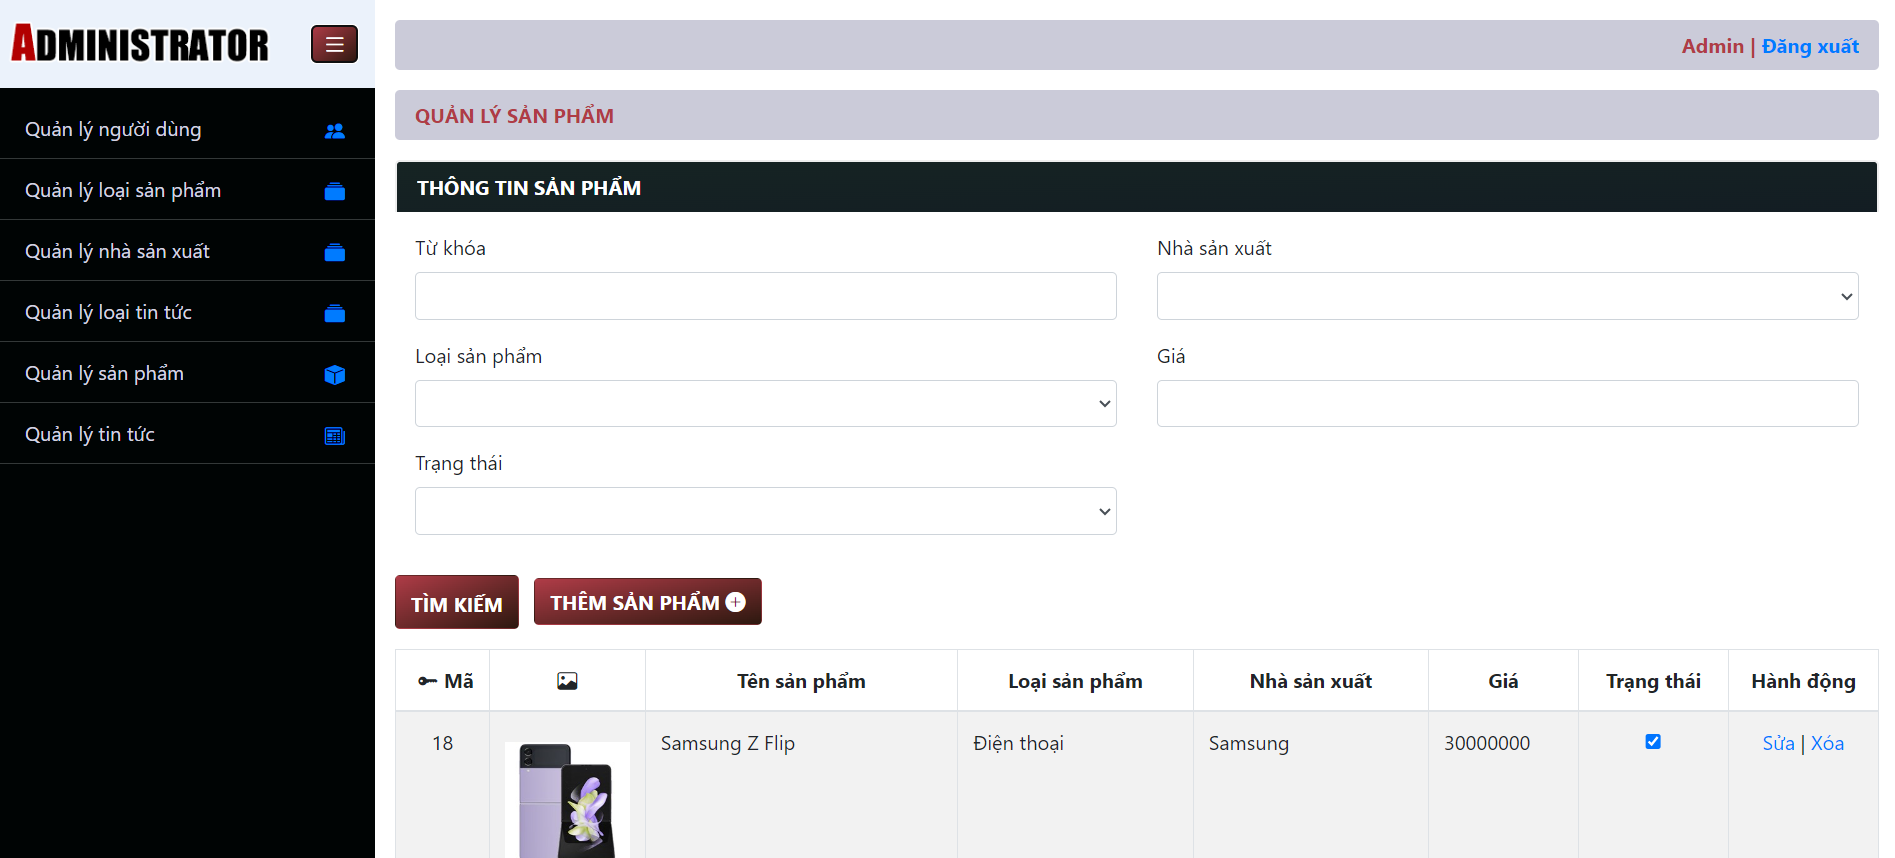 ADMINISTRATOR
Admin | Đăng xuất
Quản lý người dùng
Quản lý loại sản phẩm
Quản lý nhà sản xuất
Quản lý loại tin tức
Quản lý sản phẩm
Quản lý tin tức
QUẢN LÝ SẢN PHẨM
THÔNG TIN SẢN PHẨM
Từ khóa
Nhà sản xuất
Loại sản phẩm
Giá
Trạng thái
TÌM KIẾM
THÊM SẢN PHẨM
Mã Tên sản phẩm Loại sản phẩm Nhà sản xuất Giá Trạng thái Hành động
18 Samsung Z Flip Điện thoại Samsung 30000000 Sửa | Xóa